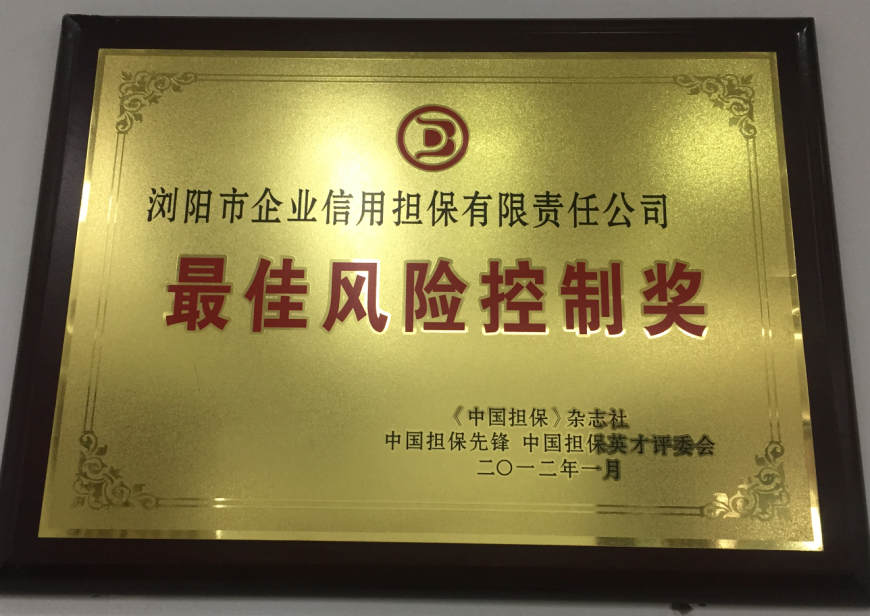 浏阳市企业信用担保有限责任公司
最佳风险控制奖
《中国担保》杂志社
中国担保先锋 中国担保英才评委会
二〇一二年一月